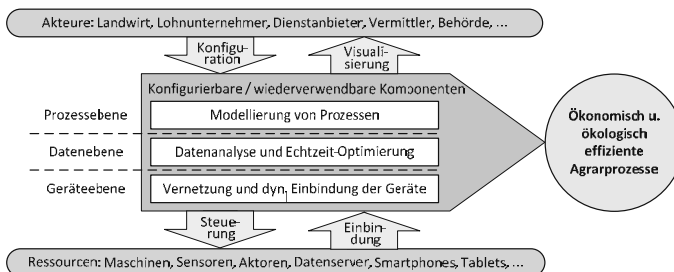 Akteure: Landwirt, Lohnunternehmer, Dienstanbieter, Vermittler, Behörde, ...
Konfigu-
ration
Visuali-
sierung
Konfigurierbare / wiederverwendbare Komponenten
Prozessebene
Modellierung von Prozessen
Datenebene
Datenanalyse und Echtzeit-Optimierung
Geräteebene
Vernetzung und dyn. Einbindung der Geräte
Ökonomisch u.
ökologisch
effiziente
Agrarprozesse
Steue-
rung
Einbin-
dung
Ressourcen: Maschinen, Sensoren, Aktoren, Datenserver, Smartphones, Tablets, ...